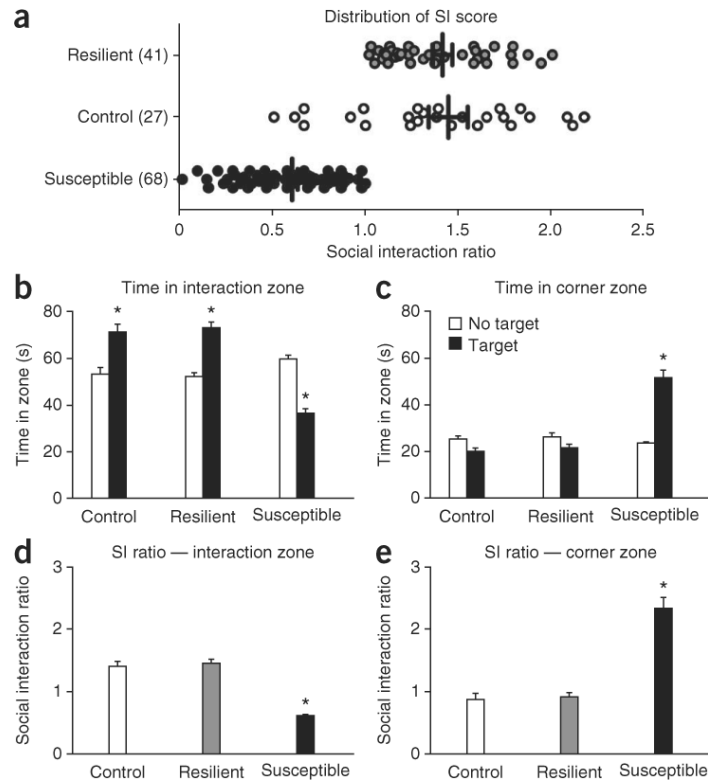 a
Distribution of SI score
Resilient (41)
Control (27)
Susceptible (68)
0 0.5 1.0 1.5 2.0 2.5
Social interaction ratio
b
Time in interaction zone
80
60
40
20
0
Time in zone (s)
* * *
Control Resilient Susceptible
c
Time in corner zone
No target
Target
80
60
40
20
0
Time in zone (s)
*
Control Resilient Susceptible
d
SI ratio — interaction zone
3
2
1
0
Social interaction ratio
*
Control Resilient Susceptible
e
SI ratio — corner zone
3
2
1
0
Social interaction ratio
*
Control Resilient Susceptible